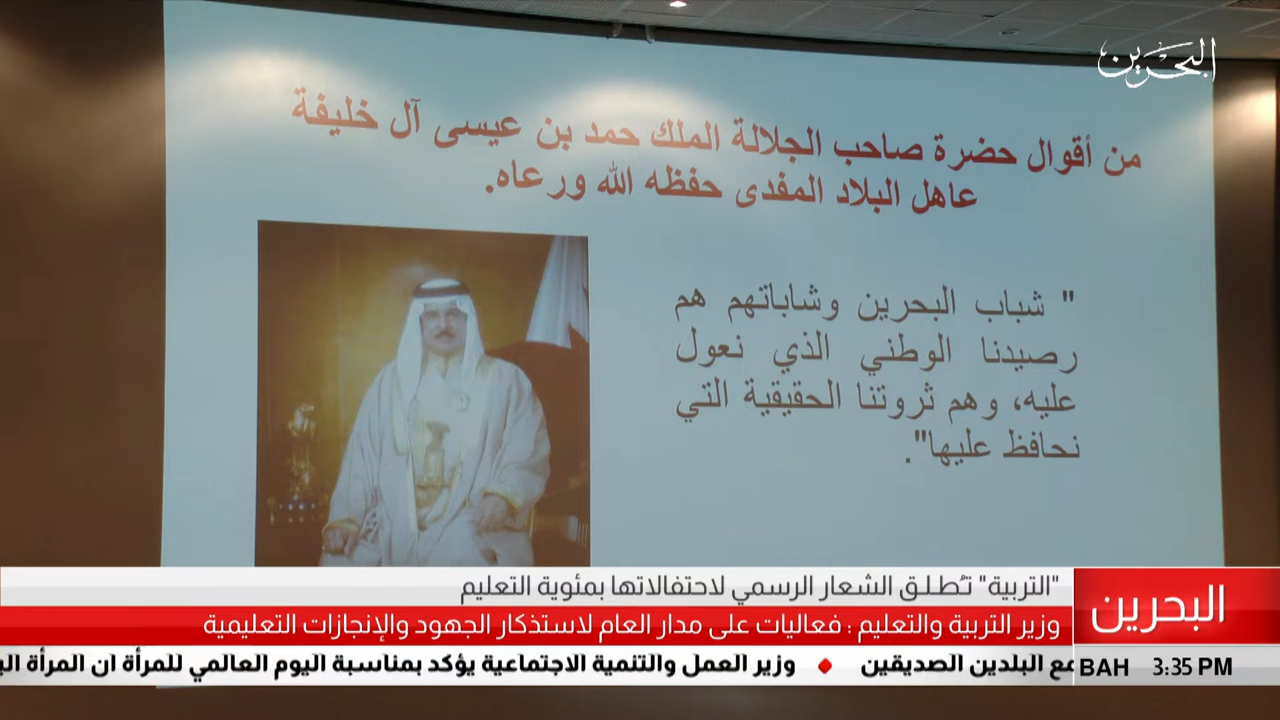 البحرين
من أقوال حضرة صاحب الجلالة الملك حمد بن عيسى آل خليفة
عاهل البلاد المفدى حفظه الله ورعاه.
" شباب البحرين وشاباتهم هم
رصيدنا الوطني الذي نعول
عليه، وهم ثروتنا الحقيقية التي
نحافظ عليها".
"التربية" تُطلق الشعار الرسمي لاحتفالاتها بمئوية التعليم
البحرين
وزير التربية والتعليم : فعاليات على مدار العام لاستذكار الجهود والإنجازات التعليمية
البلدين الصديقين ♦ وزير العمل والتنمية الاجتماعية يؤكد بمناسبة اليوم العالمي للمرأة أن المرأة
BAH 3:35 PM